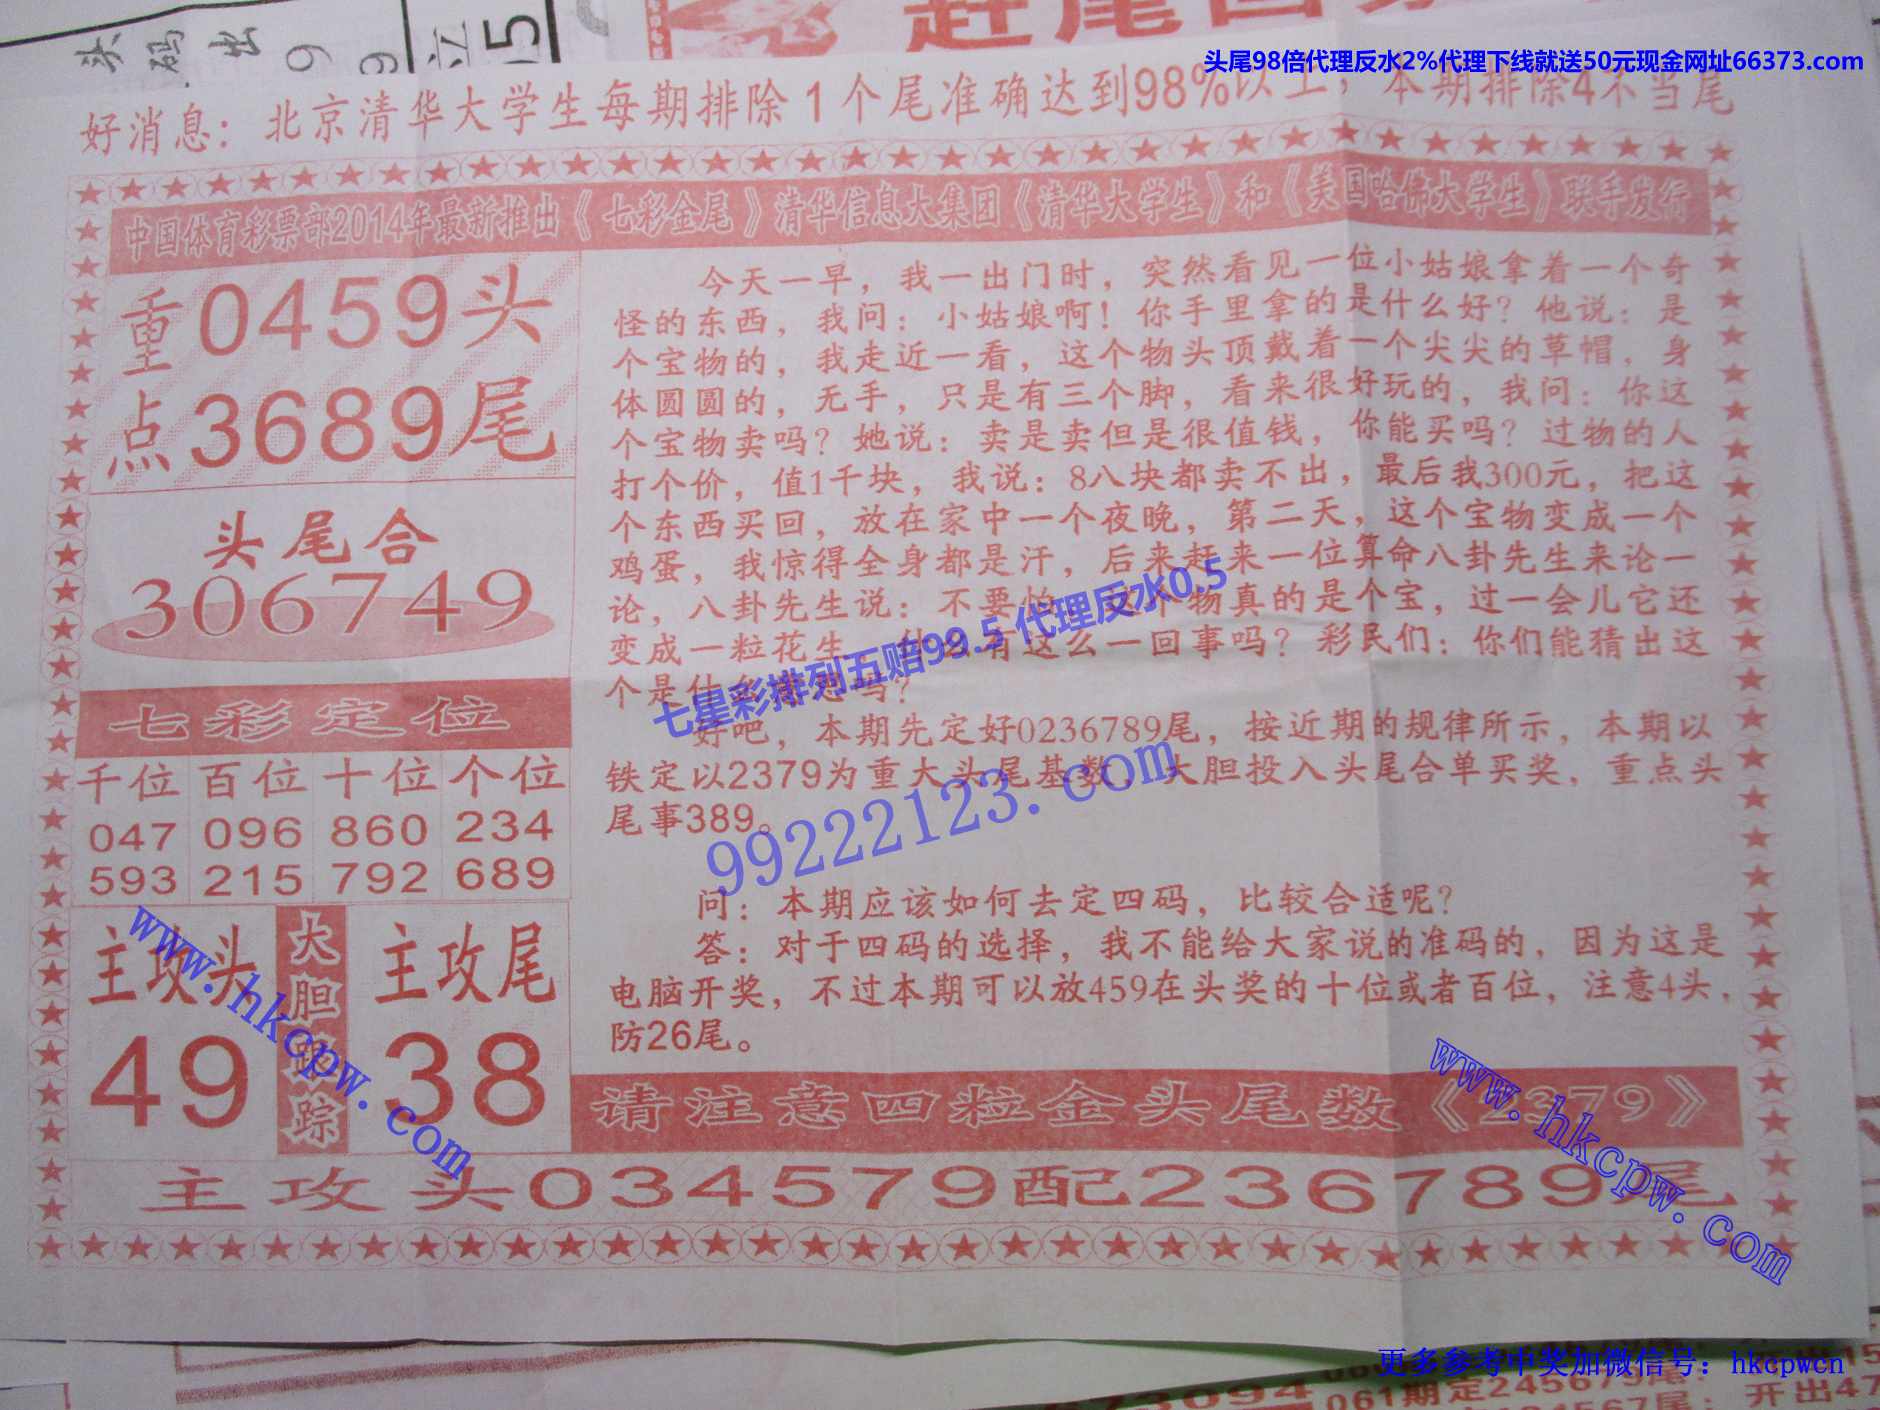 头码出
9
9
立
05
赶尾
头尾98倍代理反水2%代理下线就送50元现金网址66373.com
好消息：北京清华大学生每期排除1个尾准确达到98%以上，本期排除4不当尾
中国体育彩票部2014年最新推出《七彩金尾》清华信息大集团《清华大学生》和《美国哈佛大学生》联手发行
重0459头
点3689尾
头尾合
306749
七彩定位
千位 百位 十位 个位
047 096 860 234
593 215 792 689
主攻头
49
大胆跟踪
主攻尾
38
今天一早，我一出门时，突然看见一位小姑娘拿着一个奇
怪的东西，我问：小姑娘啊！你手里拿的是什么好？他说：是
个宝物的，我走近一看，这个物头顶戴着一个尖尖的草帽，身
体圆圆的，无手，只是有三个脚，看来很好玩的，我问：你这
个宝物卖吗？她说：卖是卖但是很值钱，你能买吗？过物的人
打个价，值1千块，我说：8八块都卖不出，最后我300元，把这
个东西买回，放在家中一个夜晚，第二天，这个宝物变成一个
鸡蛋，我惊得全身都是汗，后来赶来一位算命八卦先生来论一
论，八卦先生说：不要怕，这个物真的是个宝，过一会儿它还
变成一粒花生，什么有这么一回事吗？彩民们：你们能猜出这
个是什么吗？
好吧，本期先定好0236789尾，按近期的规律所示，本期以
铁定以2379为重大头尾基数，大胆投入头尾合单买奖，重点头
尾事389。
问：本期应该如何去定四码，比较合适呢？
答：对于四码的选择，我不能给大家说的准码的，因为这是
电脑开奖，不过本期可以放459在头奖的十位或者百位，注意4头，
防26尾。
请注意四粒金头尾数《2379》
主攻头034579配236789尾
七星彩排列五赔99.5 代理反水0.5
99222123.com
www.hkcpw.com
www.hkcpw.com
更多参考中奖加微信号：hkcpwcn
061期定245679尾：开出47